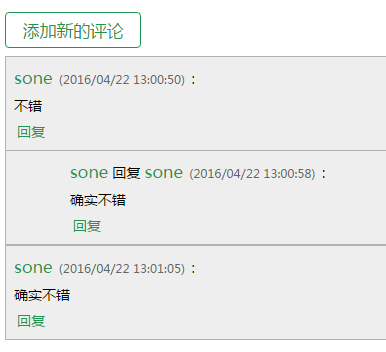 添加新的评论
sone (2016/04/22 13:00:50) :
不错
回复
sone 回复 sone (2016/04/22 13:00:58) :
确实不错
回复
sone (2016/04/22 13:01:05) :
确实不错
回复